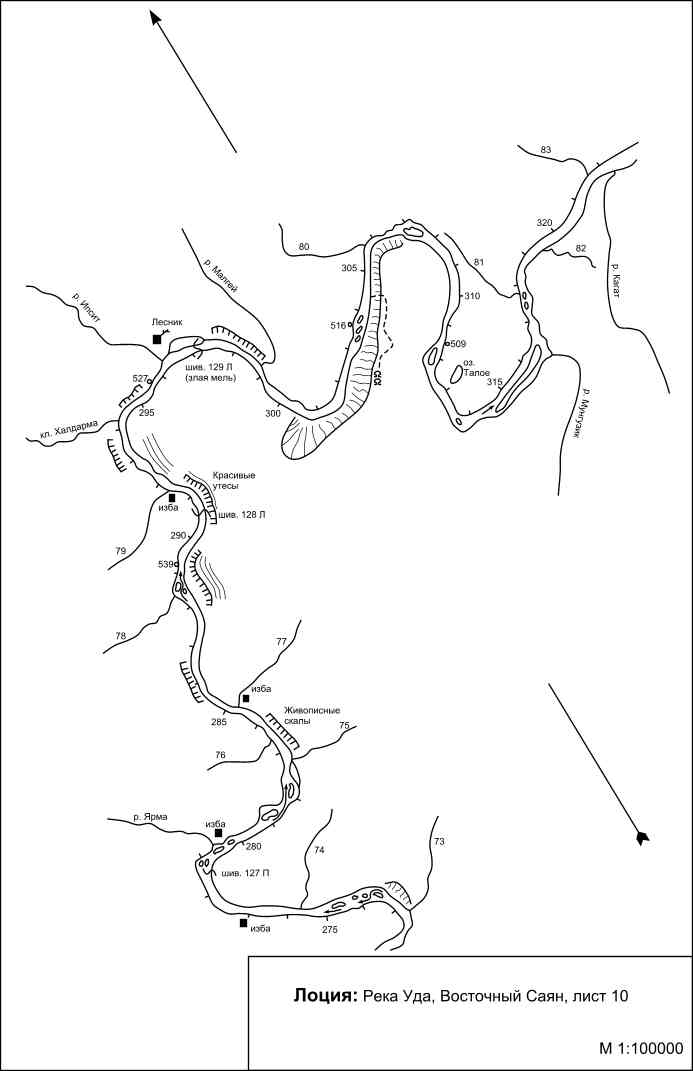 83
320
82
80
р. Малгей
81
305
р. Кагат
р. Ипсит
310
Лесник
516
509
оз.
Талое
шив. 129 Л
(злая мель)
527
315
295
300
р. Мунгузик
кл. Халдарма
Красивые
утесы
изба
шив. 128 Л
290
79
539
78
77
изба
Живописные
скалы
285
75
76
р. Ярма
изба
280
74
73
шив. 127 П
изба
275
Лоция: Река Уда, Восточный Саян, лист 10
М 1:100000